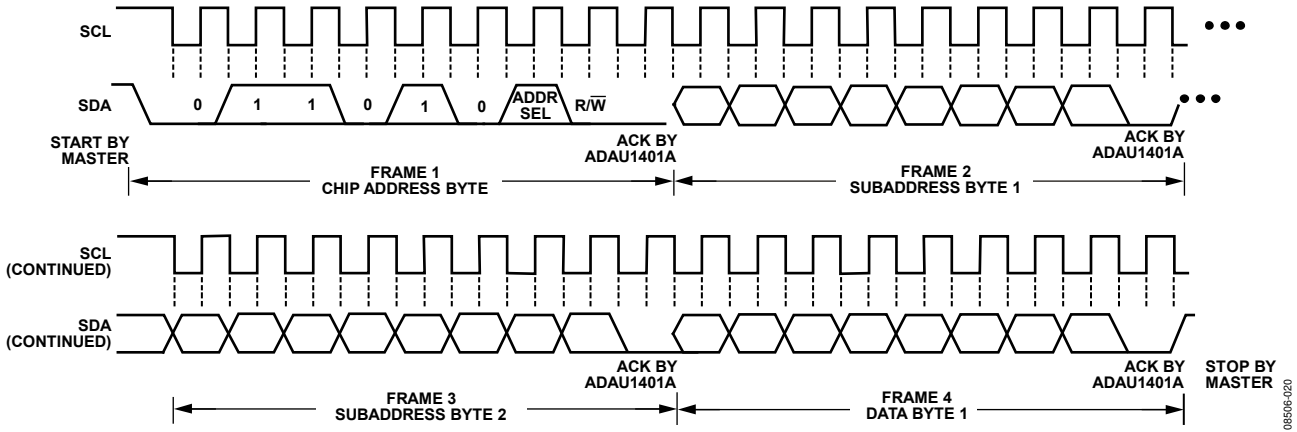 SCL
SDA
0 1 1 0 1 0 ADDR SEL R/W̅
START BY MASTER
ACK BY ADAU1401A
ACK BY ADAU1401A
FRAME 1
CHIP ADDRESS BYTE
FRAME 2
SUBADDRESS BYTE 1
SCL
(CONTINUED)
SDA
(CONTINUED)
ACK BY ADAU1401A
ACK BY ADAU1401A
STOP BY MASTER
FRAME 3
SUBADDRESS BYTE 2
FRAME 4
DATA BYTE 1
08506-020